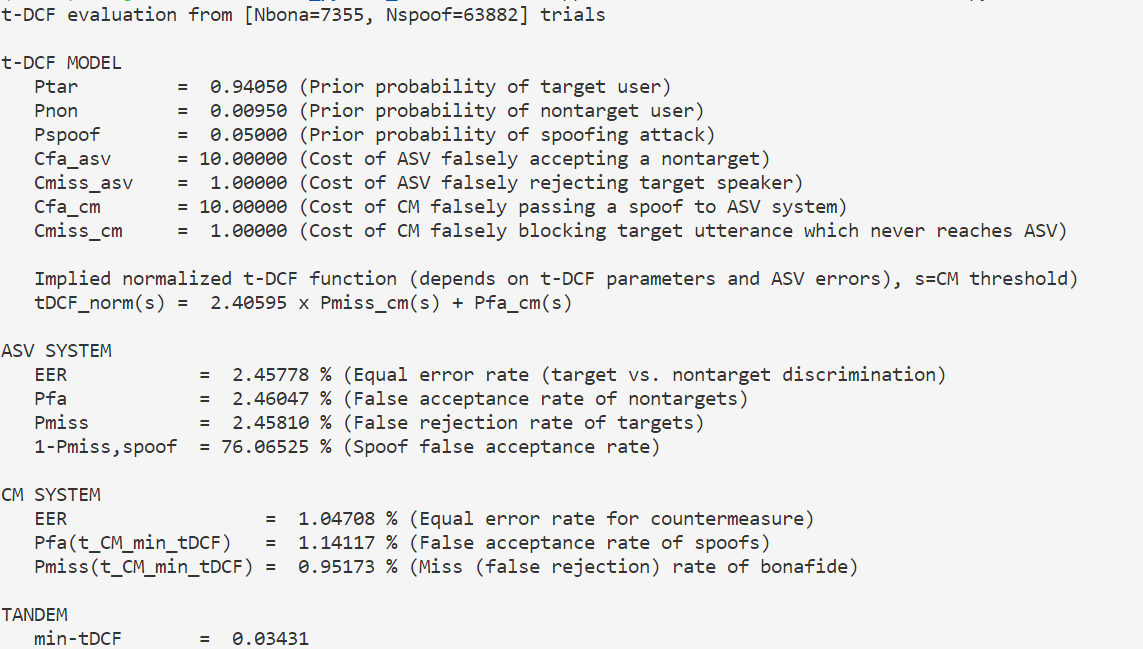 t-DCF evaluation from [Nbona=7355, Nspoof=63882] trials
t-DCF MODEL
Ptar = 0.94050 (Prior probability of target user)
Pnon = 0.00950 (Prior probability of nontarget user)
Pspoof = 0.05000 (Prior probability of spoofing attack)
Cfa_asv = 10.00000 (Cost of ASV falsely accepting a nontarget)
Cmiss_asv = 1.00000 (Cost of ASV falsely rejecting target speaker)
Cfa_cm = 10.00000 (Cost of CM falsely passing a spoof to ASV system)
Cmiss_cm = 1.00000 (Cost of CM falsely blocking target utterance which never reaches ASV)
Implied normalized t-DCF function (depends on t-DCF parameters and ASV errors), s=CM threshold)
tDCF_norm(s) = 2.40595 x Pmiss_cm(s) + Pfa_cm(s)
ASV SYSTEM
EER = 2.45778 % (Equal error rate (target vs. nontarget discrimination)
Pfa = 2.46047 % (False acceptance rate of nontargets)
Pmiss = 2.45810 % (False rejection rate of targets)
1-Pmiss,spoof = 76.06525 % (Spoof false acceptance rate)
CM SYSTEM
EER = 1.04708 % (Equal error rate for countermeasure)
Pfa(t_CM_min_tDCF) = 1.14117 % (False acceptance rate of spoofs)
Pmiss(t_CM_min_tDCF) = 0.95173 % (Miss (false rejection) rate of bonafide)
TANDEM
min-tDCF = 0.03431